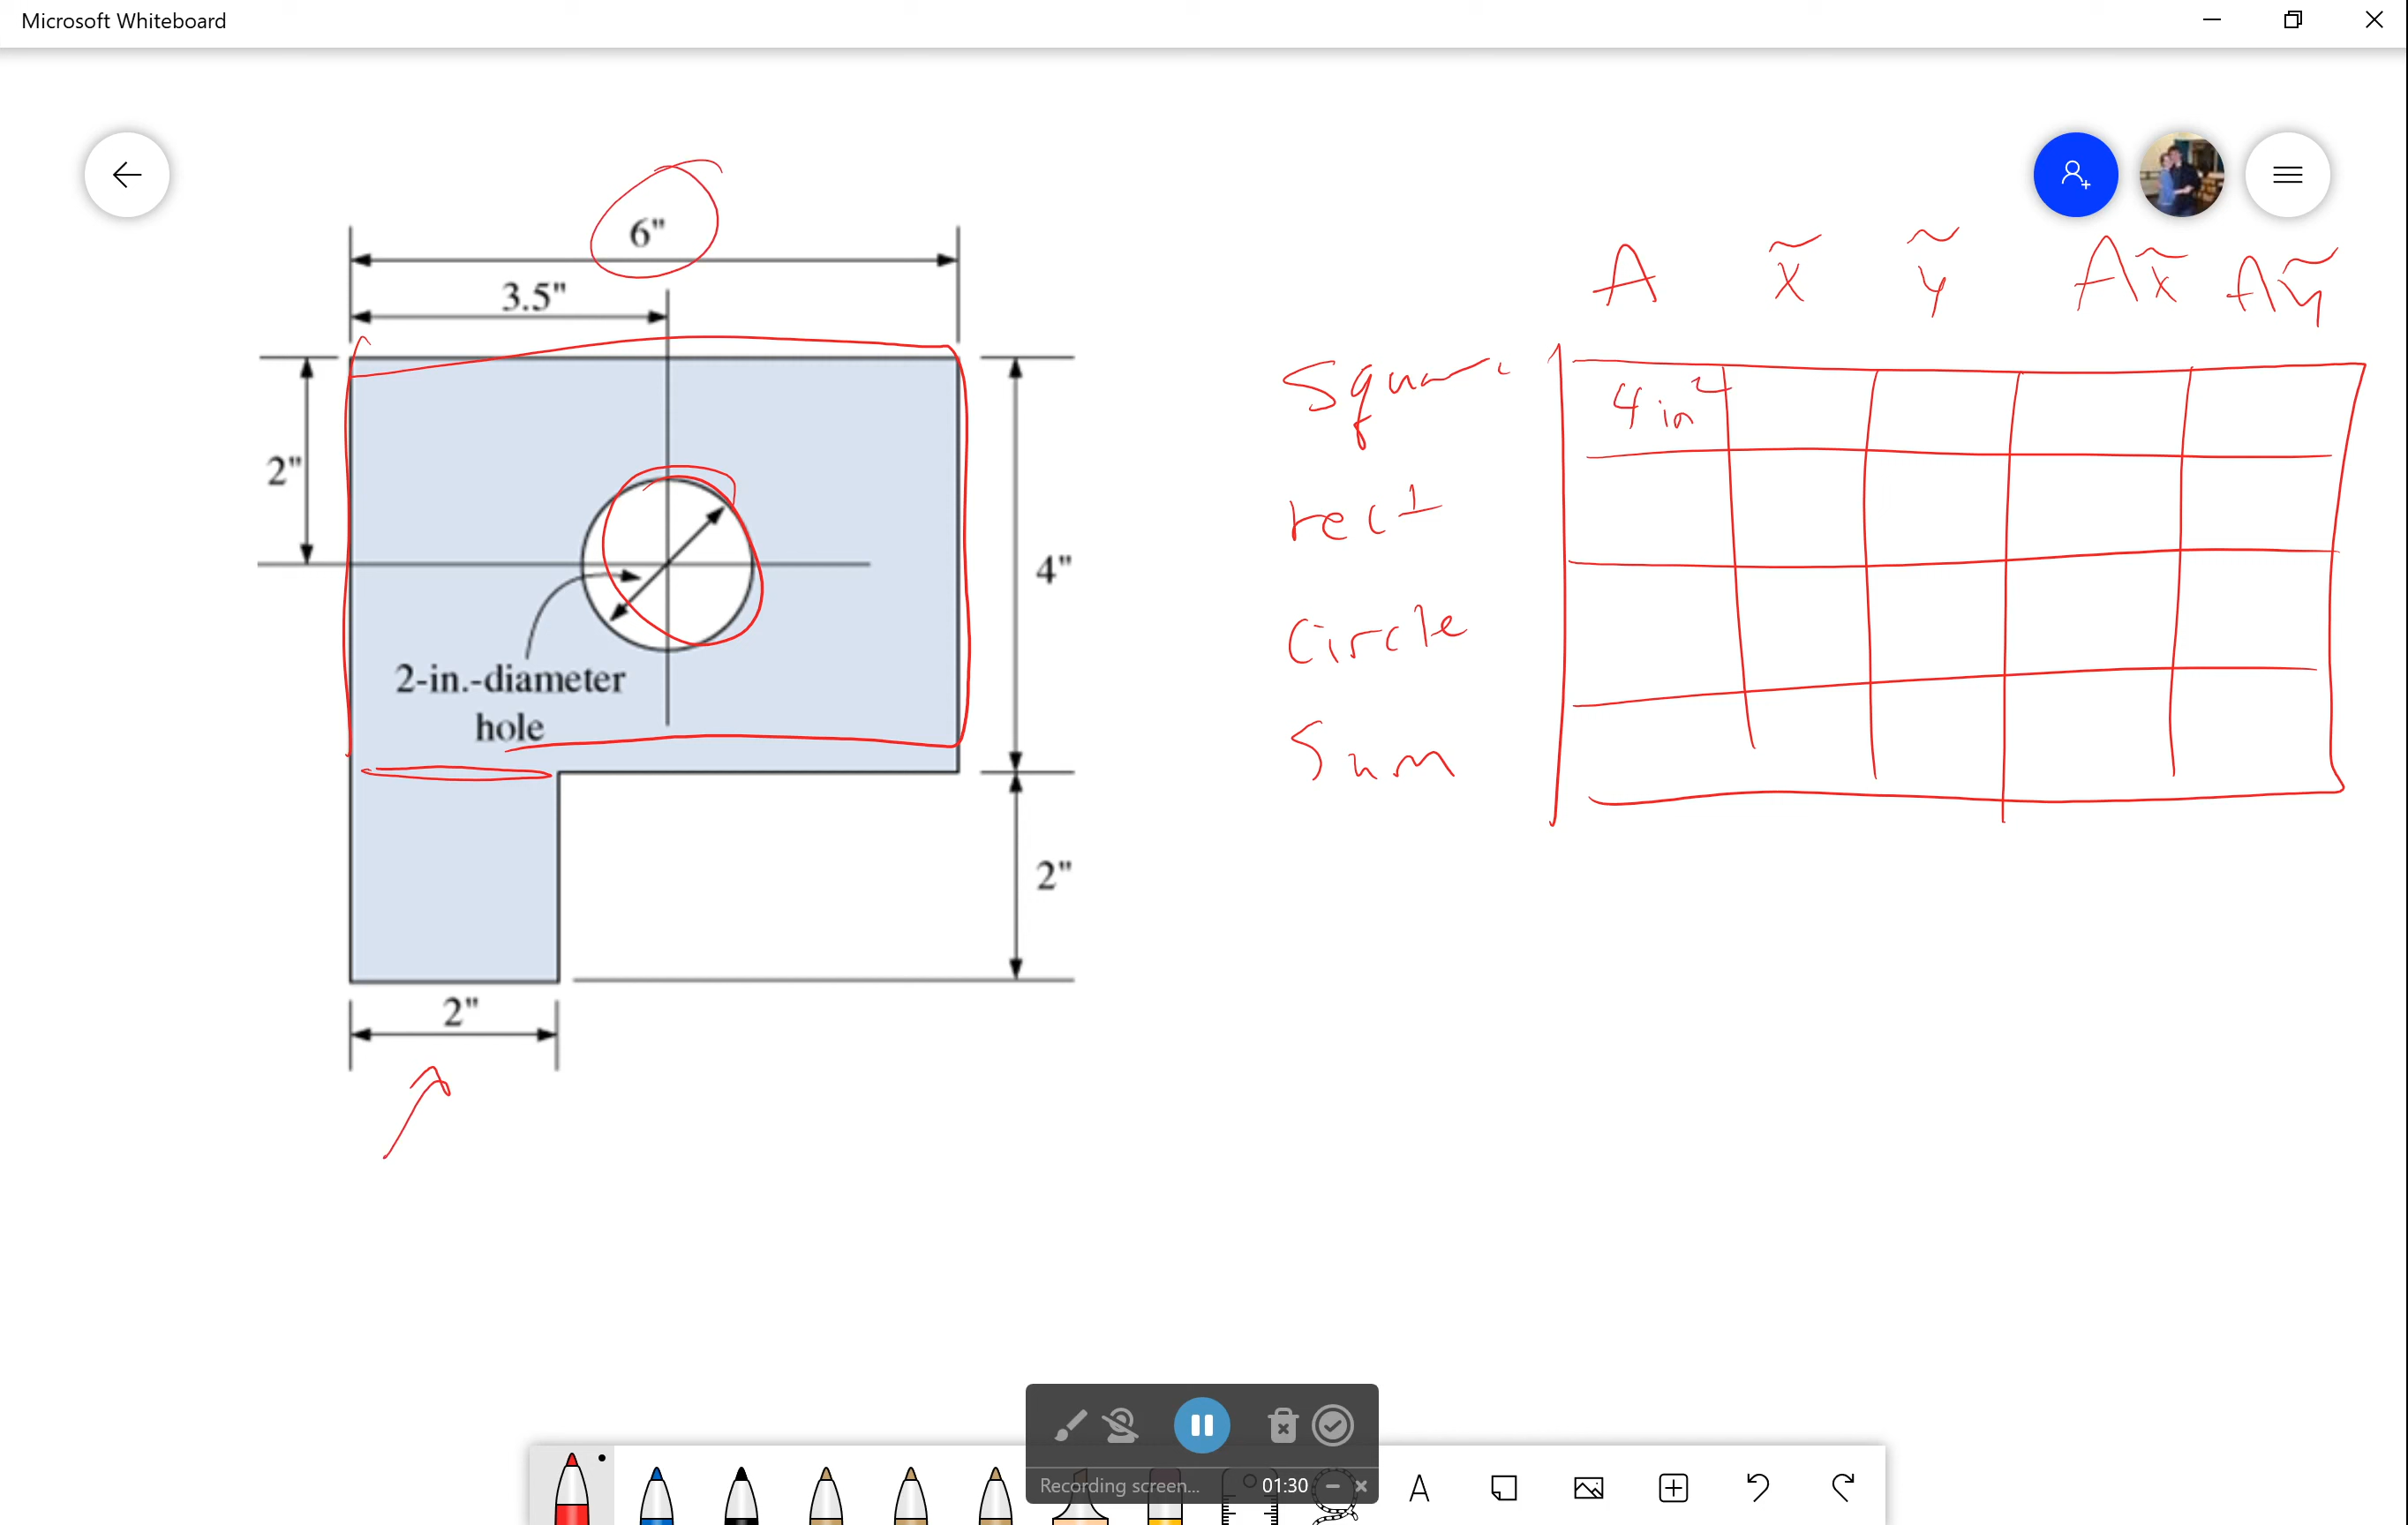 Microsoft Whiteboard
6"
3.5"
2"
4"
2-in.-diameter
hole
2"
2"
A x̃ ỹ Ax̃ Aỹ
Square 4 in²
rect
Circle
Sum
Recording screen... 01:30
A